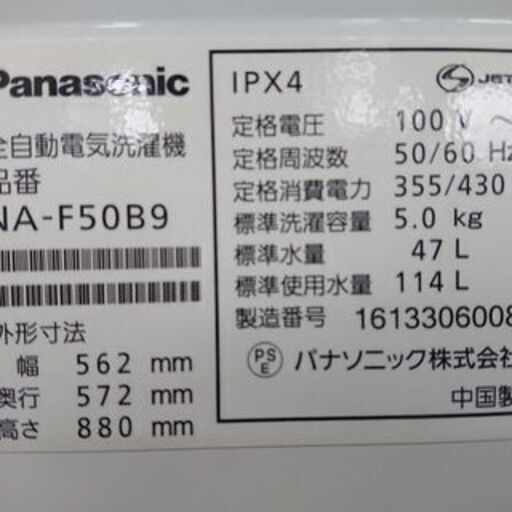 Panasonic
全自動電気洗濯機
品番
NA-F50B9
外形寸法
幅 562 mm
奥行 572 mm
高さ 880 mm
IPX4 JET
定格電圧 100 V ～
定格周波数 50/60 Hz
定格消費電力 355/430
標準洗濯容量 5.0 kg
標準水量 47 L
標準使用水量 114 L
製造番号 1613306008
PSE パナソニック株式会社
中国製